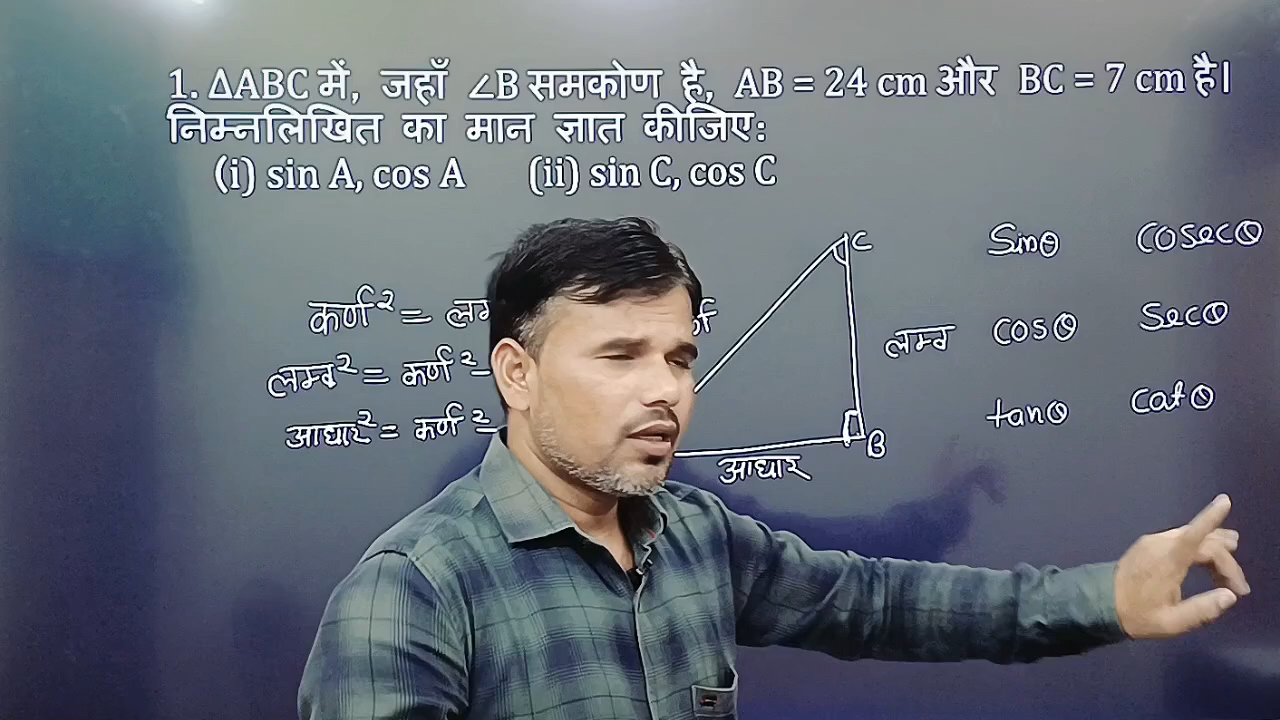 1. ΔABC में, जहाँ ∠B समकोण है, AB = 24 cm और BC = 7 cm है।
निम्नलिखित का मान ज्ञात कीजिए:
(i) sin A, cos A (ii) sin C, cos C
C
Sinθ cosecθ
कर्ण² =
लम्ब cosθ secθ
लम्ब² = कर्ण² -
tanθ catθ
आधार² = कर्ण² -
B
आधार